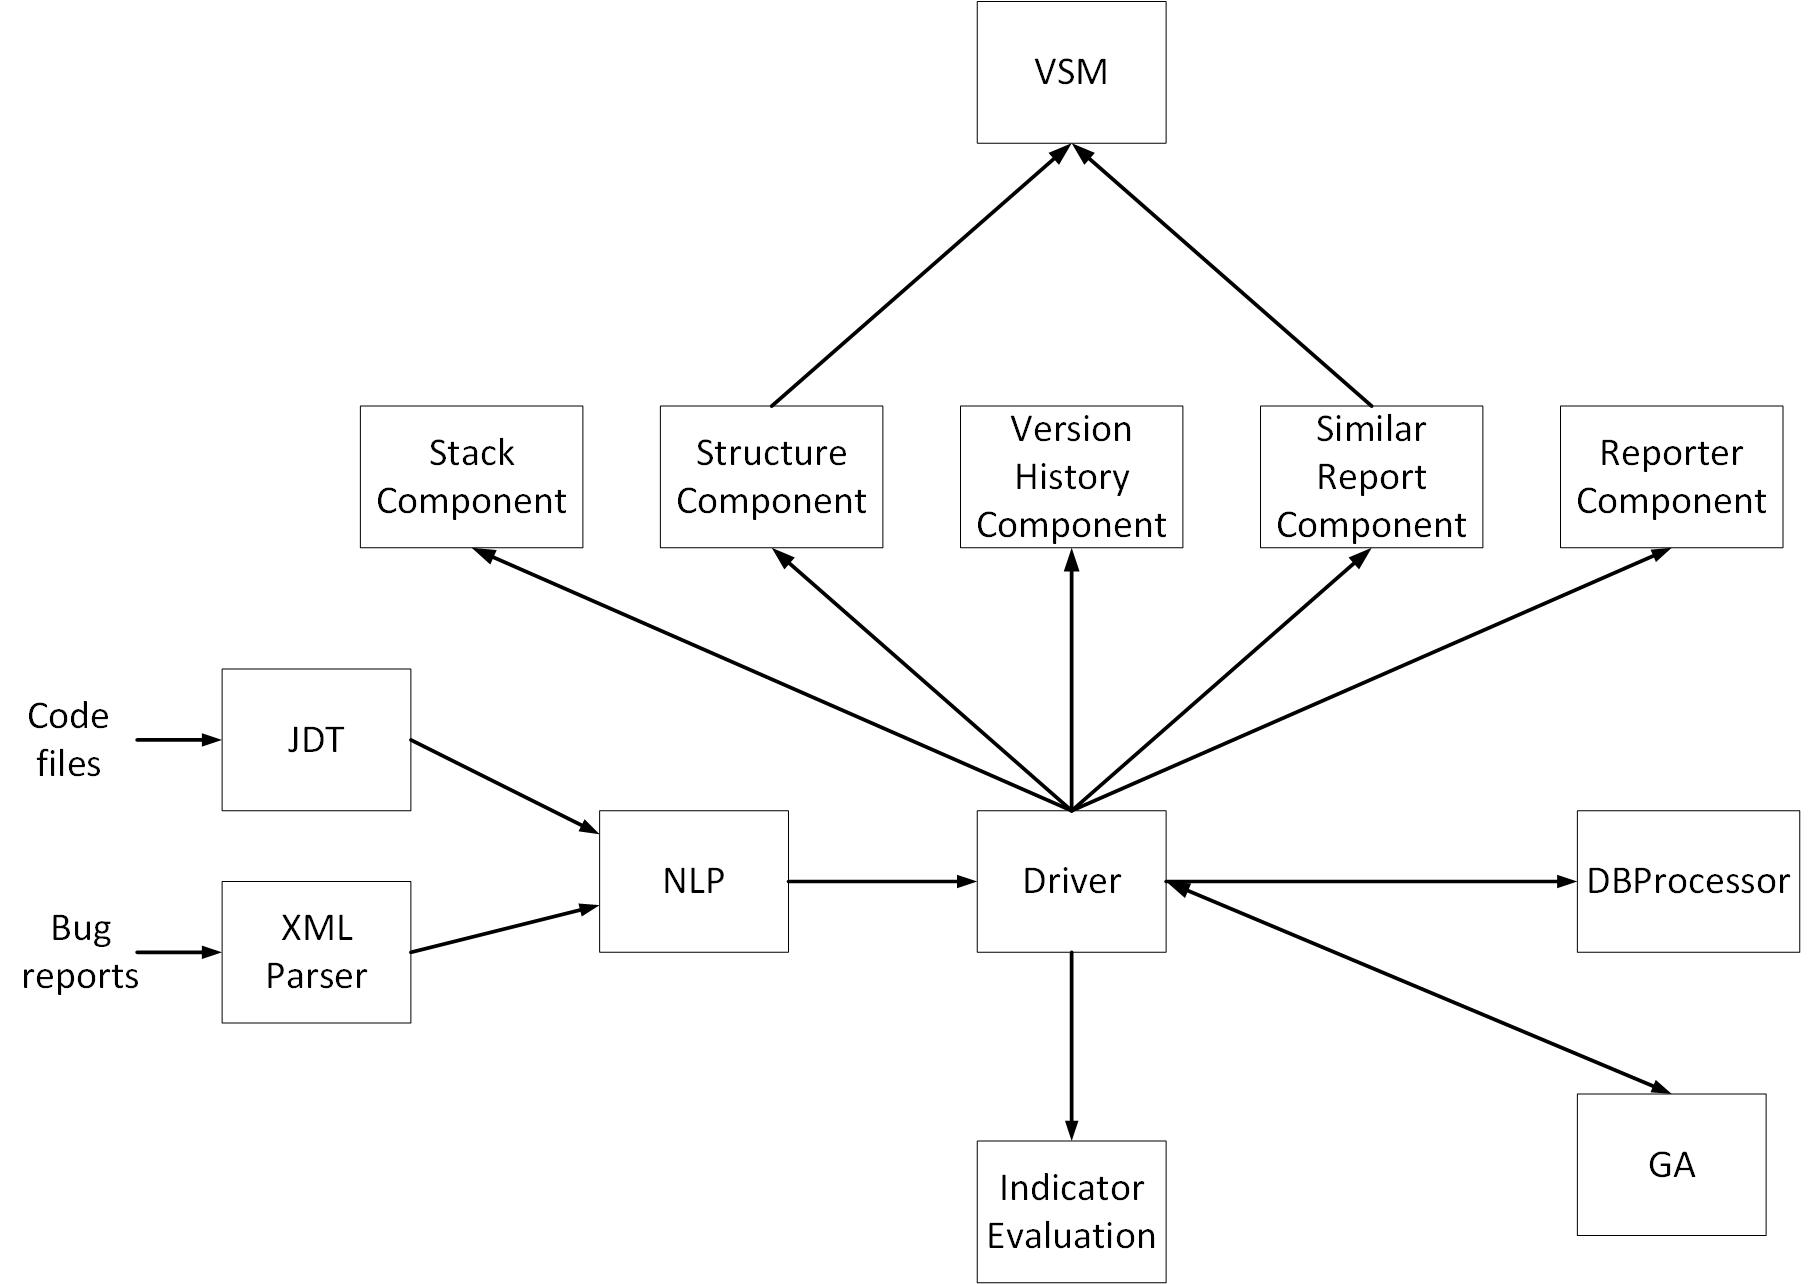 VSM
Stack
Component
Structure
Component
Version
History
Component
Similar
Report
Component
Reporter
Component
Code
files
JDT
Bug
reports
XML
Parser
NLP
Driver
DBProcessor
Indicator
Evaluation
GA